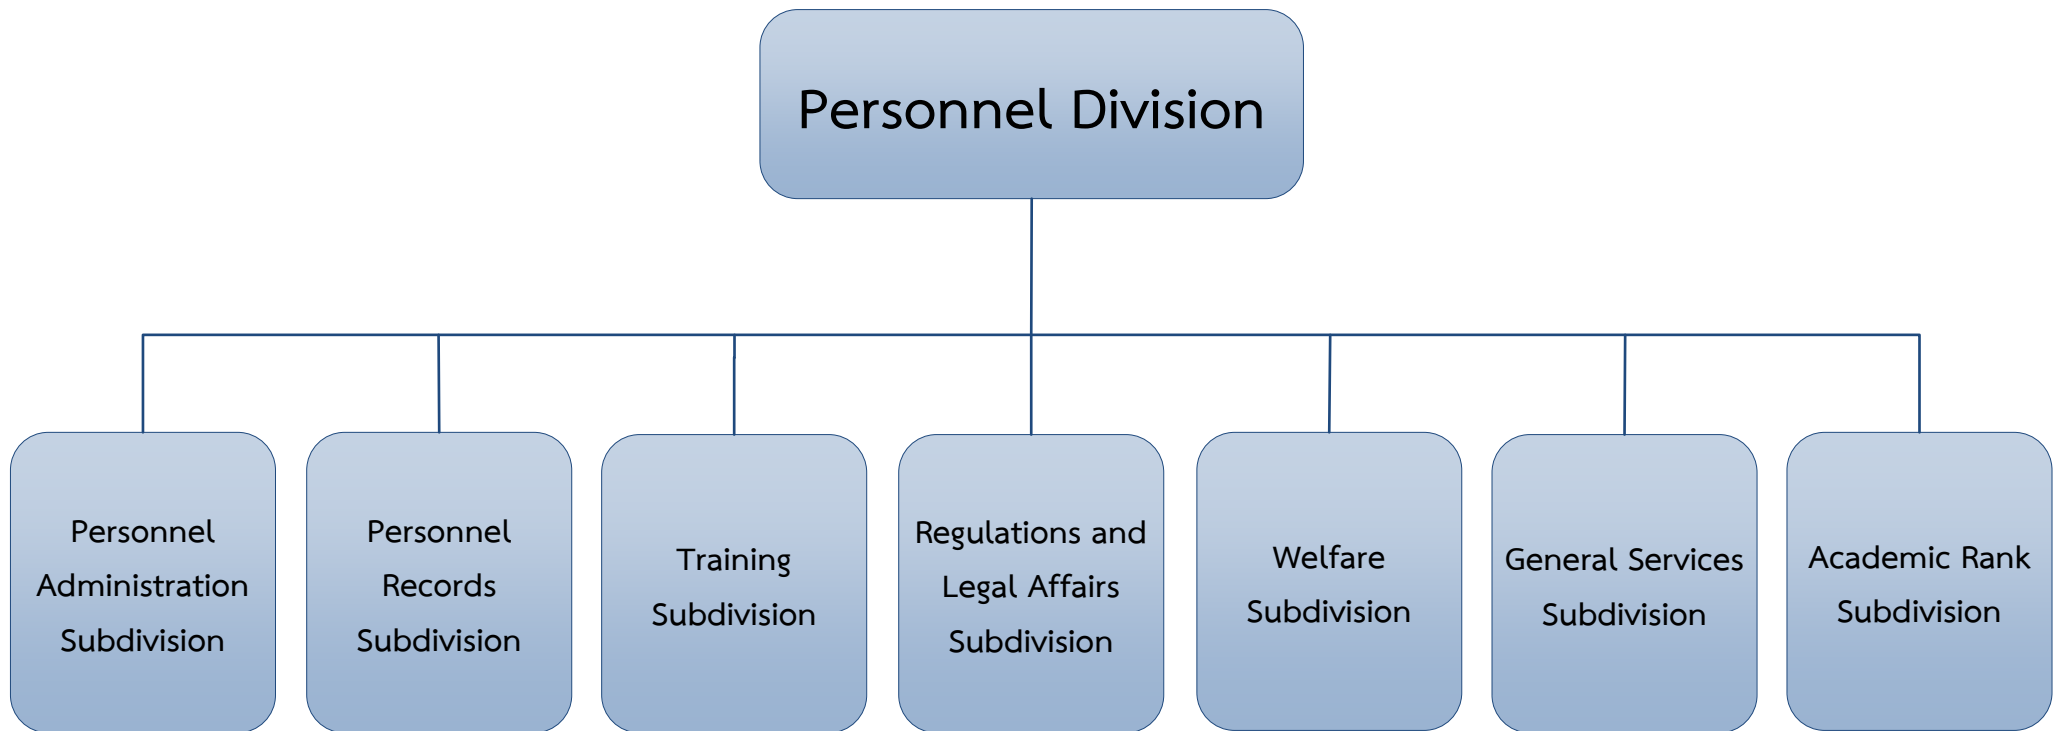 Personnel Division
Personnel
Administration
Subdivision
Personnel
Records
Subdivision
Training
Subdivision
Regulations and
Legal Affairs
Subdivision
Welfare
Subdivision
General Services
Subdivision
Academic Rank
Subdivision